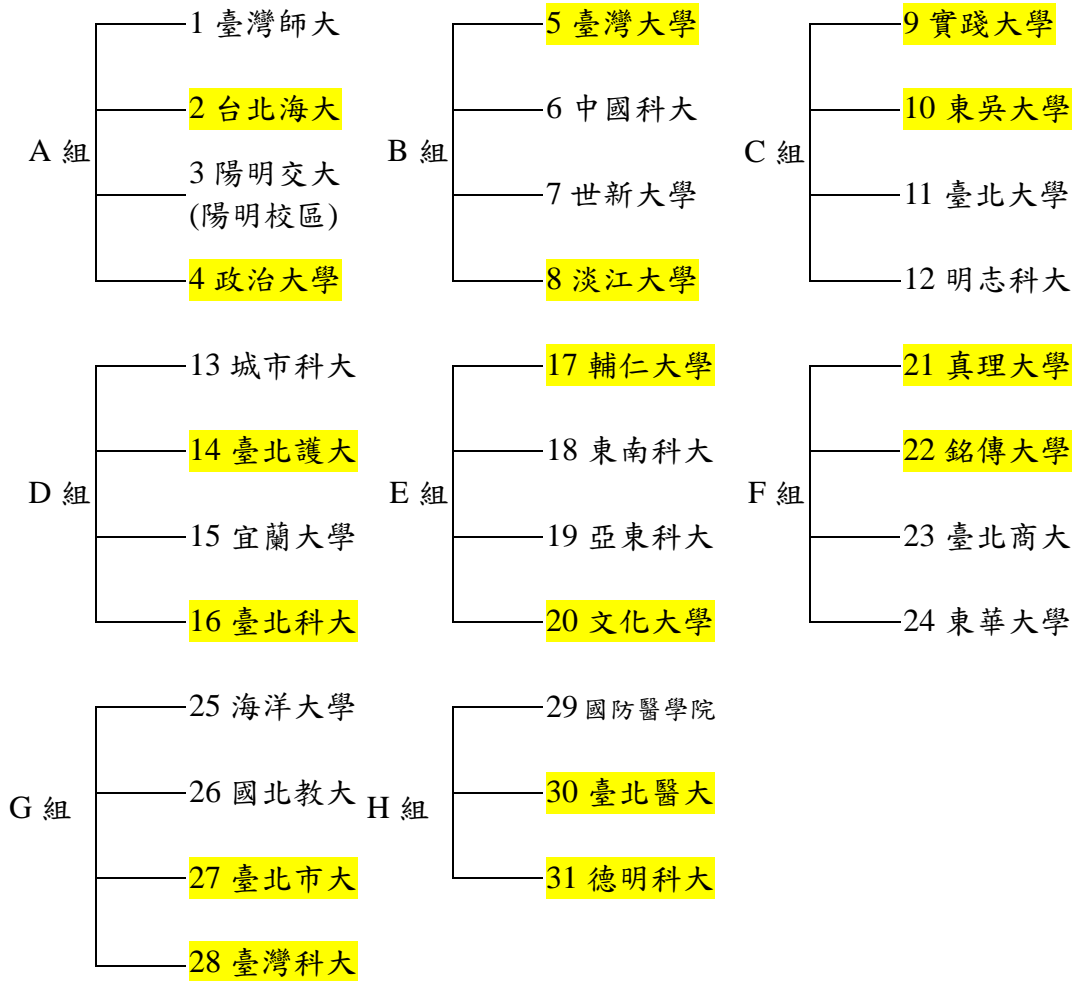 A 組
1 臺灣師大
2 台北海大
3 陽明交大
(陽明校區)
4 政治大學
B 組
5 臺灣大學
6 中國科大
7 世新大學
8 淡江大學
C 組
9 實踐大學
10 東吳大學
11 臺北大學
12 明志科大
D 組
13 城市科大
14 臺北護大
15 宜蘭大學
16 臺北科大
E 組
17 輔仁大學
18 東南科大
19 亞東科大
20 文化大學
F 組
21 真理大學
22 銘傳大學
23 臺北商大
24 東華大學
G 組
25 海洋大學
26 國北教大
27 臺北市大
28 臺灣科大
H 組
29 國防醫學院
30 臺北醫大
31 德明科大